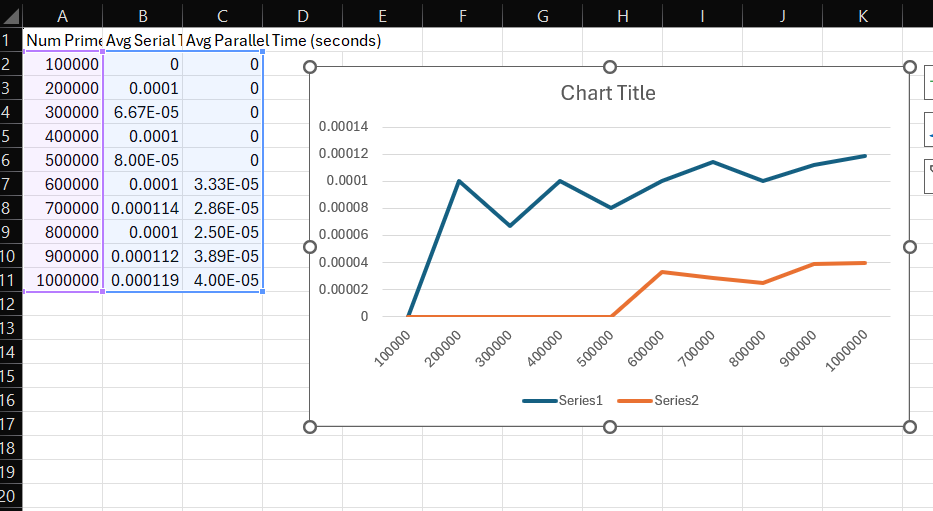 A B C D E F G H I J K
1 Num Prime Avg Serial Avg Parallel Time (seconds)
2 100000 0 0
3 200000 0.0001 0
4 300000 6.67E-05 0
5 400000 0.0001 0
6 500000 8.00E-05 0
7 600000 0.0001 3.33E-05
8 700000 0.000114 2.86E-05
9 800000 0.0001 2.50E-05
10 900000 0.000112 3.89E-05
11 1000000 0.000119 4.00E-05
12
13
14
15
16
17
18
19
20
Chart Title
0.00014
0.00012
0.0001
0.00008
0.00006
0.00004
0.00002
0
100000 200000 300000 400000 500000 600000 700000 800000 900000 1000000
Series1 Series2